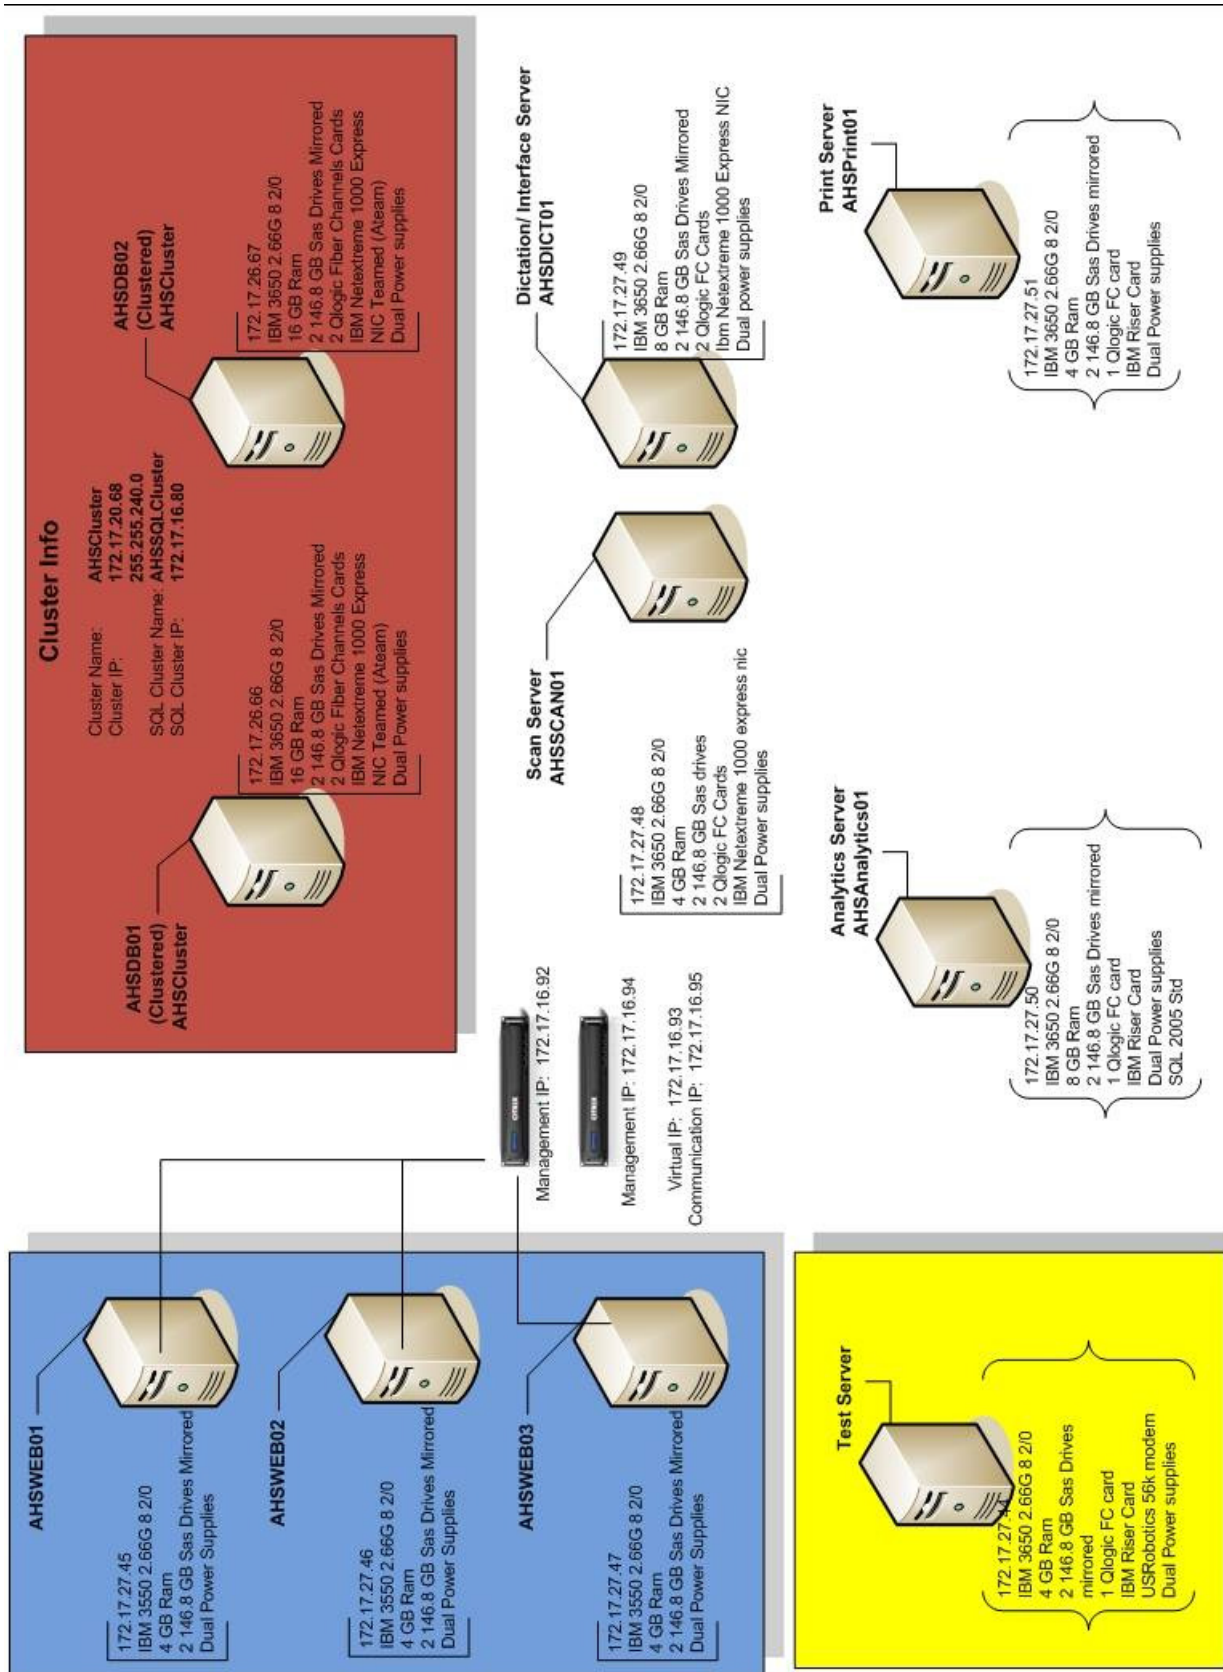 Cluster Info
Cluster Name: AHSCluster
Cluster IP: 172.17.20.68
255.255.240.0
SQL Cluster Name: AHSSQLCluster
SQL Cluster IP: 172.17.16.80
AHSDB01
(Clustered)
AHSCluster
172.17.26.66
IBM 3650 2.66G 8 2/0
16 GB Ram
2 146.8 GB Sas Drives Mirrored
2 Qlogic FIber Channels Cards
IBM Netextreme 1000 Express
NIC Teamed (Ateam)
Dual Power supplies
AHSDB02
(Clustered)
AHSCluster
172.17.26.67
IBM 3650 2.66G 8 2/0
16 GB Ram
2 146.8 GB Sas Drives Mirrored
2 Qlogic FIber Channels Cards
IBM Netextreme 1000 Express
NIC Teamed (Ateam)
Dual Power supplies
AHSWEB01
172.17.27.45
IBM 3550 2.66G 8 2/0
4 GB Ram
2 146.8 GB Sas Drives Mirrored
Dual Power Supplies
AHSWEB02
172.17.27.46
IBM 3550 2.66G 8 2/0
4 GB Ram
2 146.8 GB Sas Drives Mirrored
Dual Power Supplies
AHSWEB03
172.17.27.47
IBM 3550 2.66G 8 2/0
4 GB Ram
2 146.8 GB Sas Drives Mirrored
Dual Power Supplies
Management IP: 172.17.16.92
Management IP: 172.17.16.94
Virtual IP: 172.17.16.93
Communication IP: 172.17.16.95
Scan Server
AHSSCAN01
172.17.27.48
IBM 3650 2.66G 8 2/0
4 GB Ram
2 146.8 GB Sas drives
2 Qlogic FC Cards
IBM Netextreme 1000 express nic
Dual Power supplies
Dictation/ Interface Server
AHSDICT01
172.17.27.49
IBM 3650 2.66G 8 2/0
8 GB Ram
2 146.8 GB Sas Drives Mirrored
2 Qlogic FC Cards
Ibm Netextreme 1000 Express NIC
Dual power supplies
Test Server
172.17.27.44
IBM 3650 2.66G 8 2/0
4 GB Ram
2 146.8 GB Sas Drives
mirrored
1 Qlogic FC card
IBM Riser Card
USRobotics 56k modem
Dual Power supplies
Analytics Server
AHSAnalytics01
172.17.27.50
IBM 3650 2.66G 8 2/0
8 GB Ram
2 146.8 GB Sas Drives mirrored
1 Qlogic FC card
IBM Riser Card
Dual Power supplies
SQL 2005 Std
Print Server
AHSPrint01
172.17.27.51
IBM 3650 2.66G 8 2/0
4 GB Ram
2 146.8 GB Sas Drives mirrored
1 Qlogic FC card
IBM Riser Card
Dual Power supplies